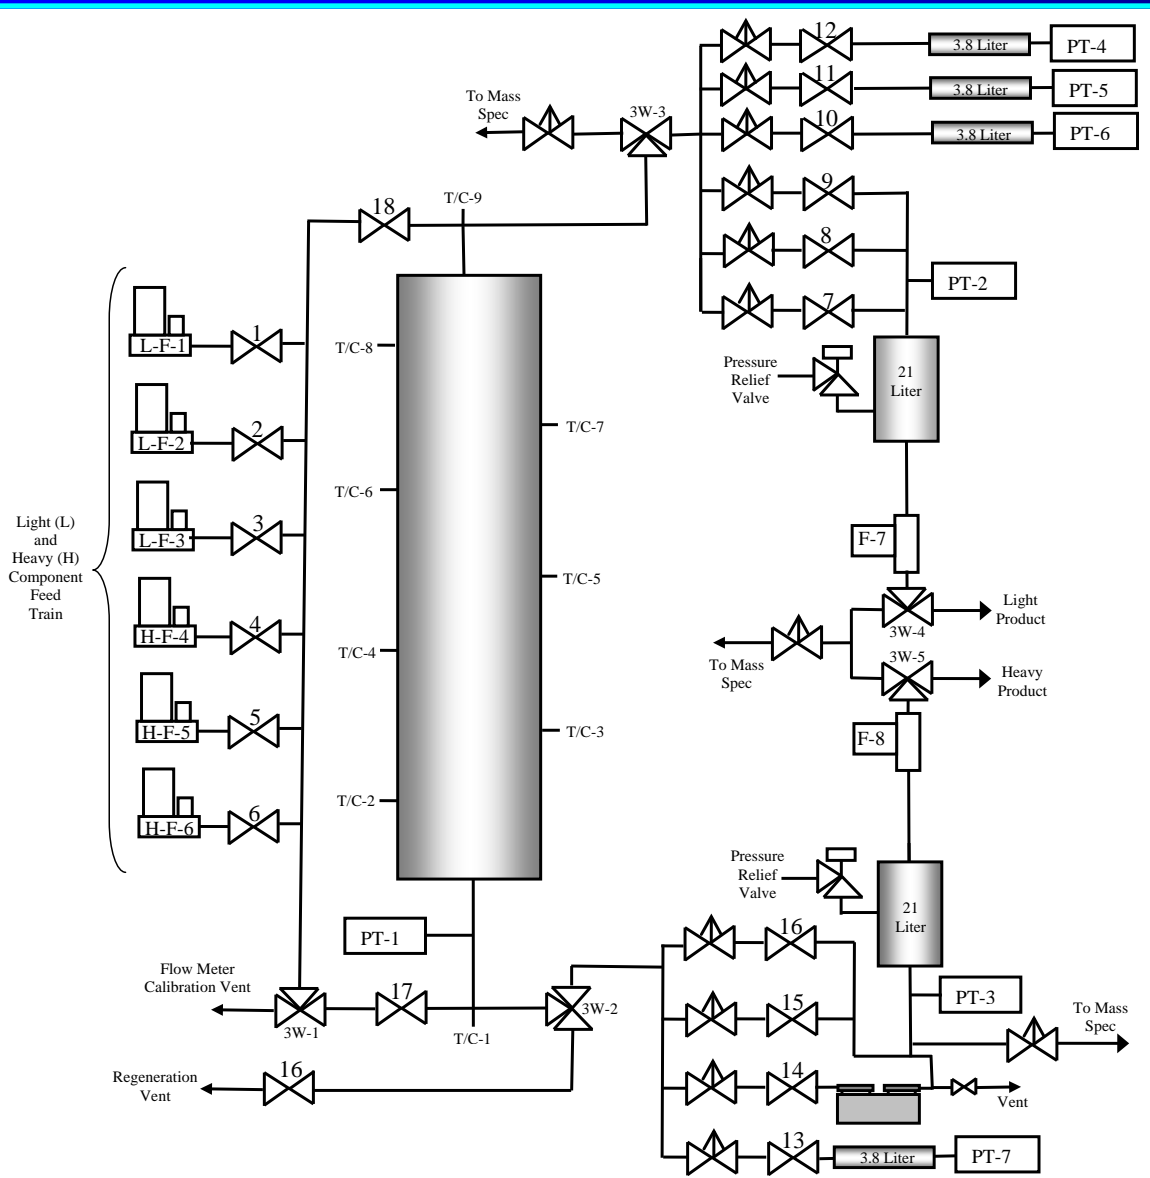 12
3.8 Liter
PT-4
11
3.8 Liter
PT-5
To Mass
Spec
3W-3
10
3.8 Liter
PT-6
9
T/C-9
18
8
PT-2
7
Light (L)
and
Heavy (H)
Component
Feed
Train
L-F-1
1
L-F-2
2
L-F-3
3
H-F-4
4
H-F-5
5
H-F-6
6
T/C-8
T/C-7
T/C-6
T/C-5
T/C-4
T/C-3
T/C-2
Pressure
Relief
Valve
21
Liter
F-7
Light
Product
3W-4
To Mass
Spec
3W-5
Heavy
Product
F-8
Pressure
Relief
Valve
21
Liter
PT-1
Flow Meter
Calibration Vent
3W-1
17
T/C-1
3W-2
16
Regeneration
Vent
16
PT-3
15
To Mass
Spec
14
Vent
13
3.8 Liter
PT-7